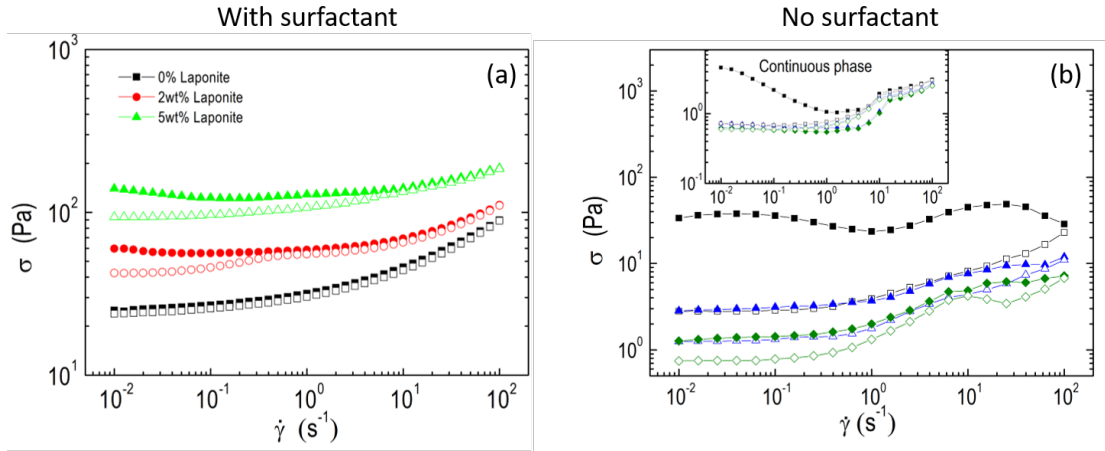 With surfactant
No surfactant
(a)
0% Laponite
2wt% Laponite
5wt% Laponite
10³
10²
10¹
σ (Pa)
10⁻² 10⁻¹ 10⁰ 10¹ 10²
γ̇ (s⁻¹)
(b)
Continuous phase
10⁰
10⁻¹
10⁻² 10⁻¹ 10⁰ 10¹ 10²
10³
10²
10¹
10⁰
σ (Pa)
10⁻² 10⁻¹ 10⁰ 10¹ 10²
γ̇ (s⁻¹)